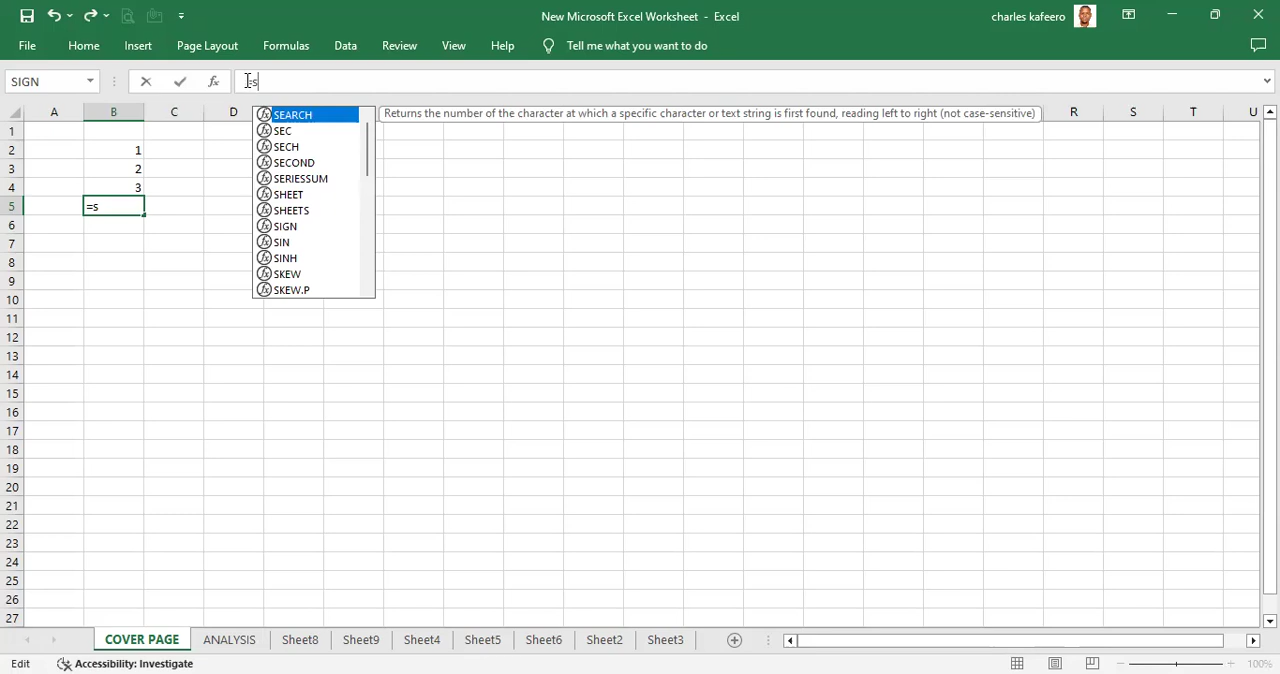 New Microsoft Excel Worksheet - Excel
charles kafeero
File Home Insert Page Layout Formulas Data Review View Help Tell me what you want to do
SIGN fx =s
SEARCH Returns the number of the character at which a specific character or text string is first found, reading left to right (not case-sensitive)
A B C D R S T U
1
2 1
3 2
4 3
5 =s
6
7
8
9
10
11
12
13
14
15
16
17
18
19
20
21
22
23
24
25
26
27
SEC
SECH
SECOND
SERIESSUM
SHEET
SHEETS
SIGN
SIN
SINH
SKEW
SKEW.P
COVER PAGE ANALYSIS Sheet8 Sheet9 Sheet4 Sheet5 Sheet6 Sheet2 Sheet3
Edit Accessibility: Investigate 100%